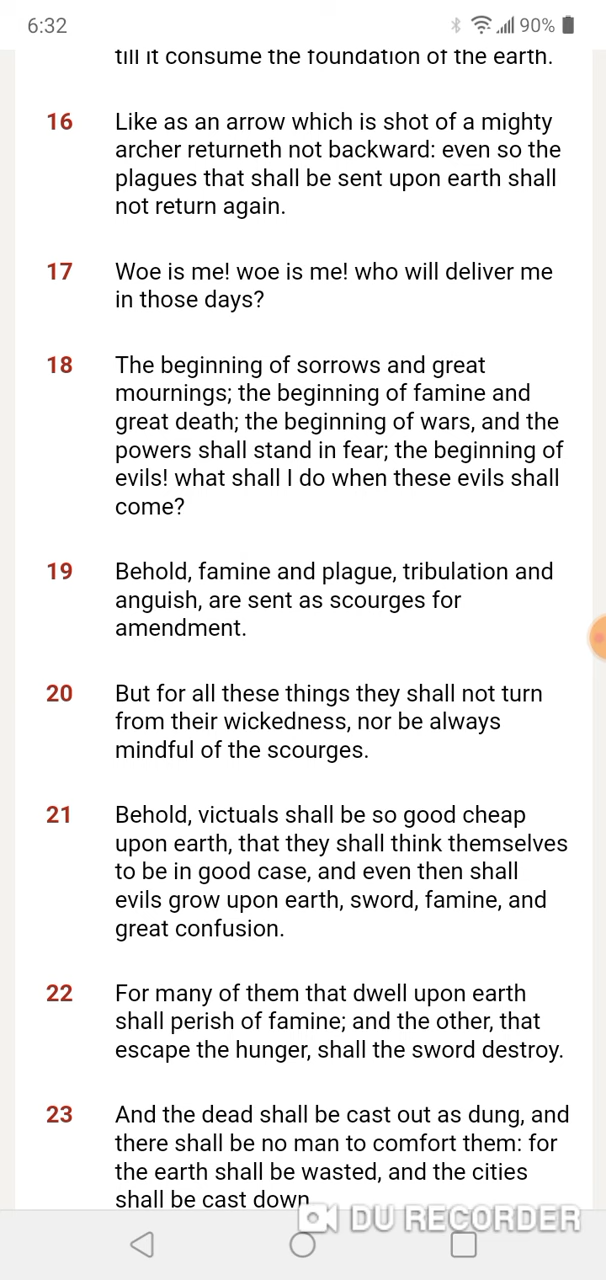 6:32
90%
till it consume the foundation of the earth.
16 Like as an arrow which is shot of a mighty
archer returneth not backward: even so the
plagues that shall be sent upon earth shall
not return again.
17 Woe is me! woe is me! who will deliver me
in those days?
18 The beginning of sorrows and great
mournings; the beginning of famine and
great death; the beginning of wars, and the
powers shall stand in fear; the beginning of
evils! what shall I do when these evils shall
come?
19 Behold, famine and plague, tribulation and
anguish, are sent as scourges for
amendment.
20 But for all these things they shall not turn
from their wickedness, nor be always
mindful of the scourges.
21 Behold, victuals shall be so good cheap
upon earth, that they shall think themselves
to be in good case, and even then shall
evils grow upon earth, sword, famine, and
great confusion.
22 For many of them that dwell upon earth
shall perish of famine; and the other, that
escape the hunger, shall the sword destroy.
23 And the dead shall be cast out as dung, and
there shall be no man to comfort them: for
the earth shall be wasted, and the cities
shall be cast down
DU RECORDER